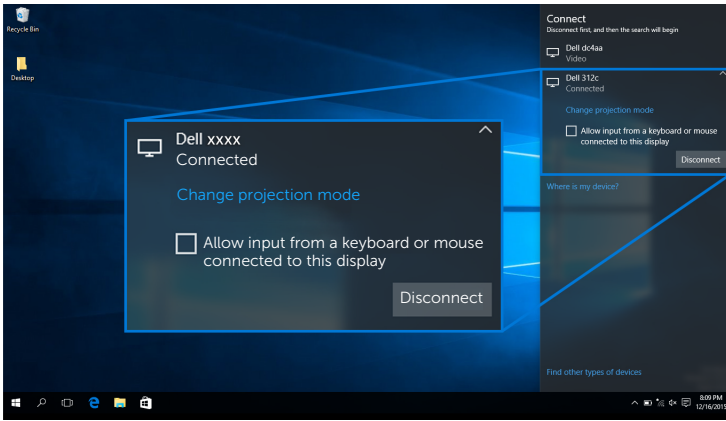 Recycle Bin
Desktop
Connect
Disconnect first, and then the search will begin
Dell dc4aa
Video
Dell 312c
Connected
Change projection mode
Allow input from a keyboard or mouse
connected to this display
Disconnect
Where is my device?
Find other types of devices
Dell xxxx
Connected
Change projection mode
Allow input from a keyboard or mouse
connected to this display
Disconnect
8:09 PM
12/16/2015